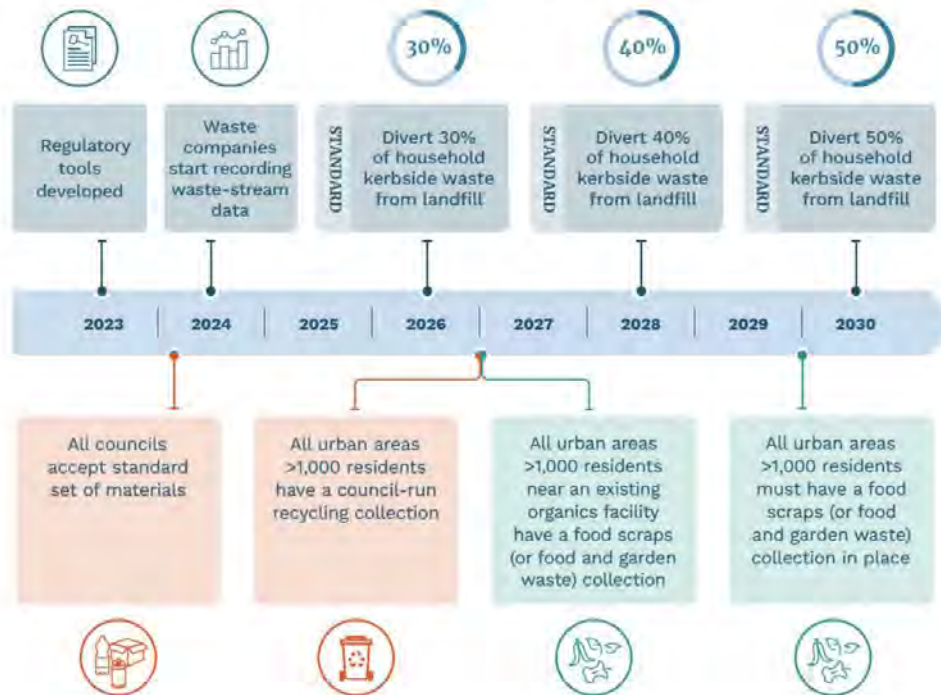 30%
40%
50%
Regulatory
tools
developed
Waste
companies
start recording
waste-stream
data
STANDARD
Divert 30%
of household
kerbside waste
from landfill
STANDARD
Divert 40%
of household
kerbside waste
from landfill
STANDARD
Divert 50%
of household
kerbside waste
from landfill
2023
2024
2025
2026
2027
2028
2029
2030
All councils
accept standard
set of materials
All urban areas
>1,000 residents
have a council-run
recycling collection
All urban areas
>1,000 residents
near an existing
organics facility
have a food scraps
(or food and garden
waste) collection
All urban areas
>1,000 residents
must have a food
scraps (or food
and garden waste)
collection in place